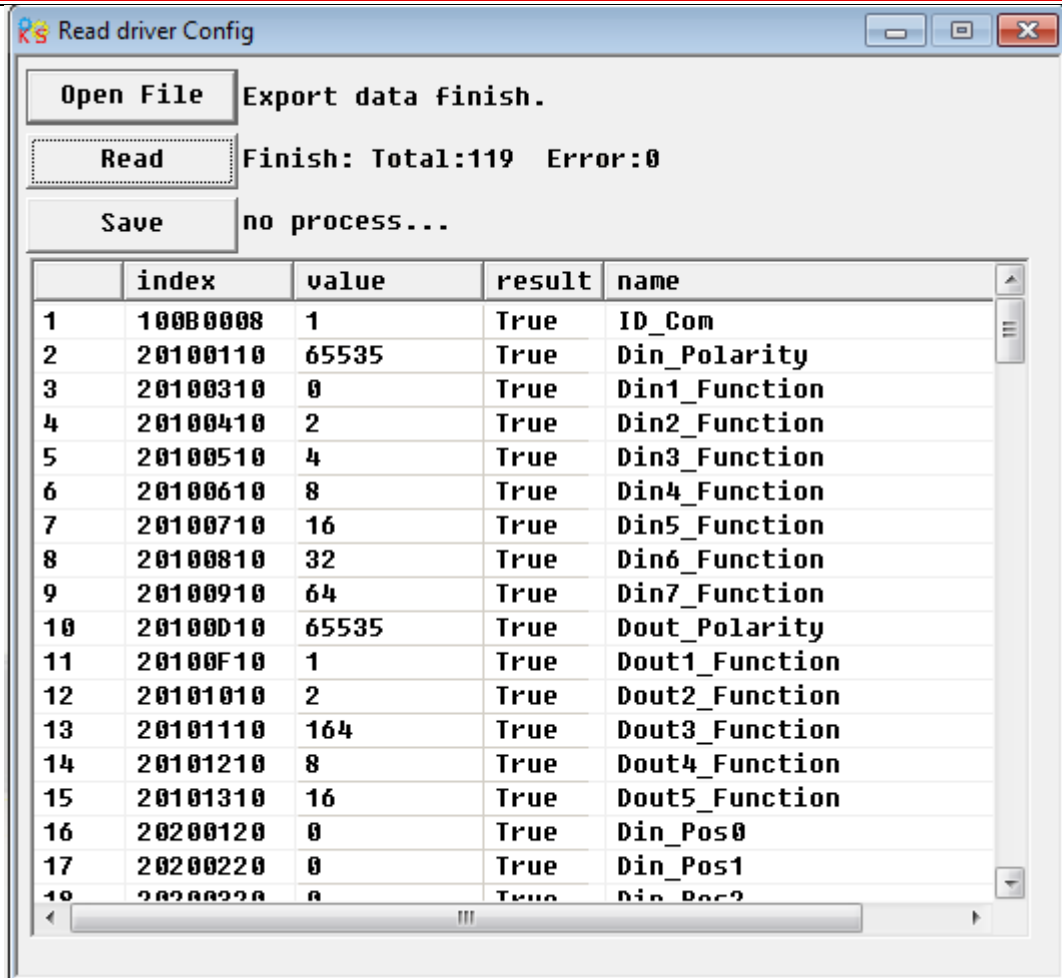 Read driver Config
Open File Export data finish.
Read Finish: Total:119 Error:0
Save no process...
index value result name
1 100B0008 1 True ID_Com
2 20100110 65535 True Din_Polarity
3 20100310 0 True Din1_Function
4 20100410 2 True Din2_Function
5 20100510 4 True Din3_Function
6 20100610 8 True Din4_Function
7 20100710 16 True Din5_Function
8 20100810 32 True Din6_Function
9 20100910 64 True Din7_Function
10 20100D10 65535 True Dout_Polarity
11 20100F10 1 True Dout1_Function
12 20101010 2 True Dout2_Function
13 20101110 164 True Dout3_Function
14 20101210 8 True Dout4_Function
15 20101310 16 True Dout5_Function
16 20200120 0 True Din_Pos0
17 20200220 0 True Din_Pos1
18 20200320 0 True Din_Pos2